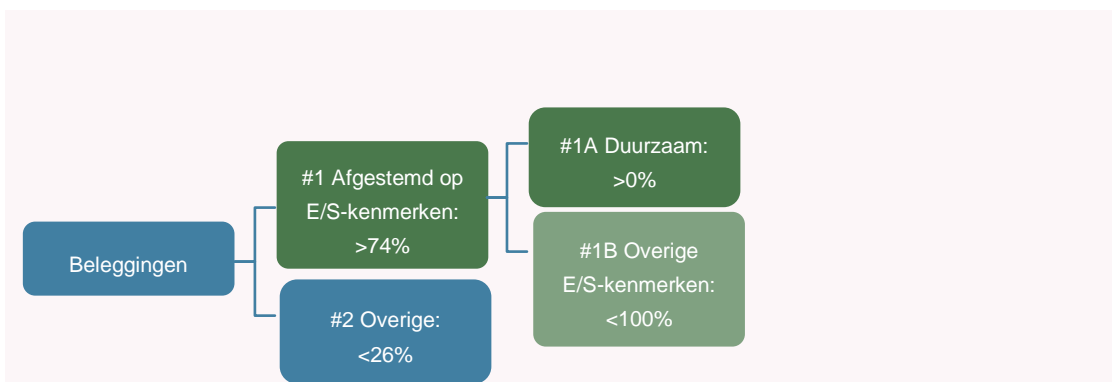 Beleggingen
#1 Afgestemd op
E/S-kenmerken:
>74%
#2 Overige:
<26%
#1A Duurzaam:
>0%
#1B Overige
E/S-kenmerken:
<100%